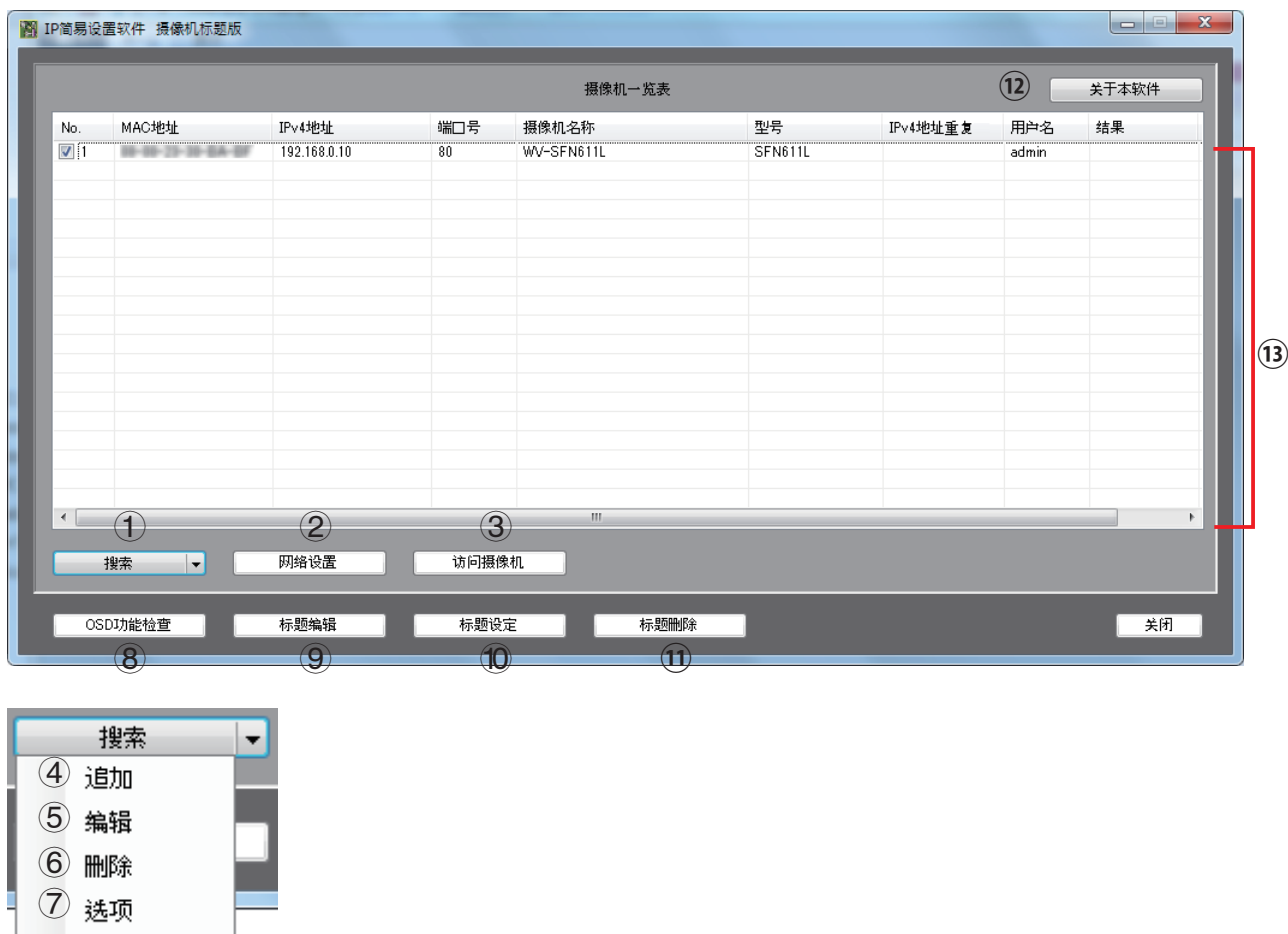 IP简易设置软件 摄像机标题版
摄像机一览表
⑫
关于本软件
No. MAC地址 IPv4地址 端口号 摄像机名称 型号 IPv4地址重复 用户名 结果
1 192.168.0.10 80 WV-SFN611L SFN611L admin
⑬
① ② ③
搜索 网络设置 访问摄像机
OSD功能检查 标题编辑 标题设定 标题删除 关闭
⑧ ⑨ ⑩ ⑪
搜索
④ 追加
⑤ 编辑
⑥ 删除
⑦ 选项